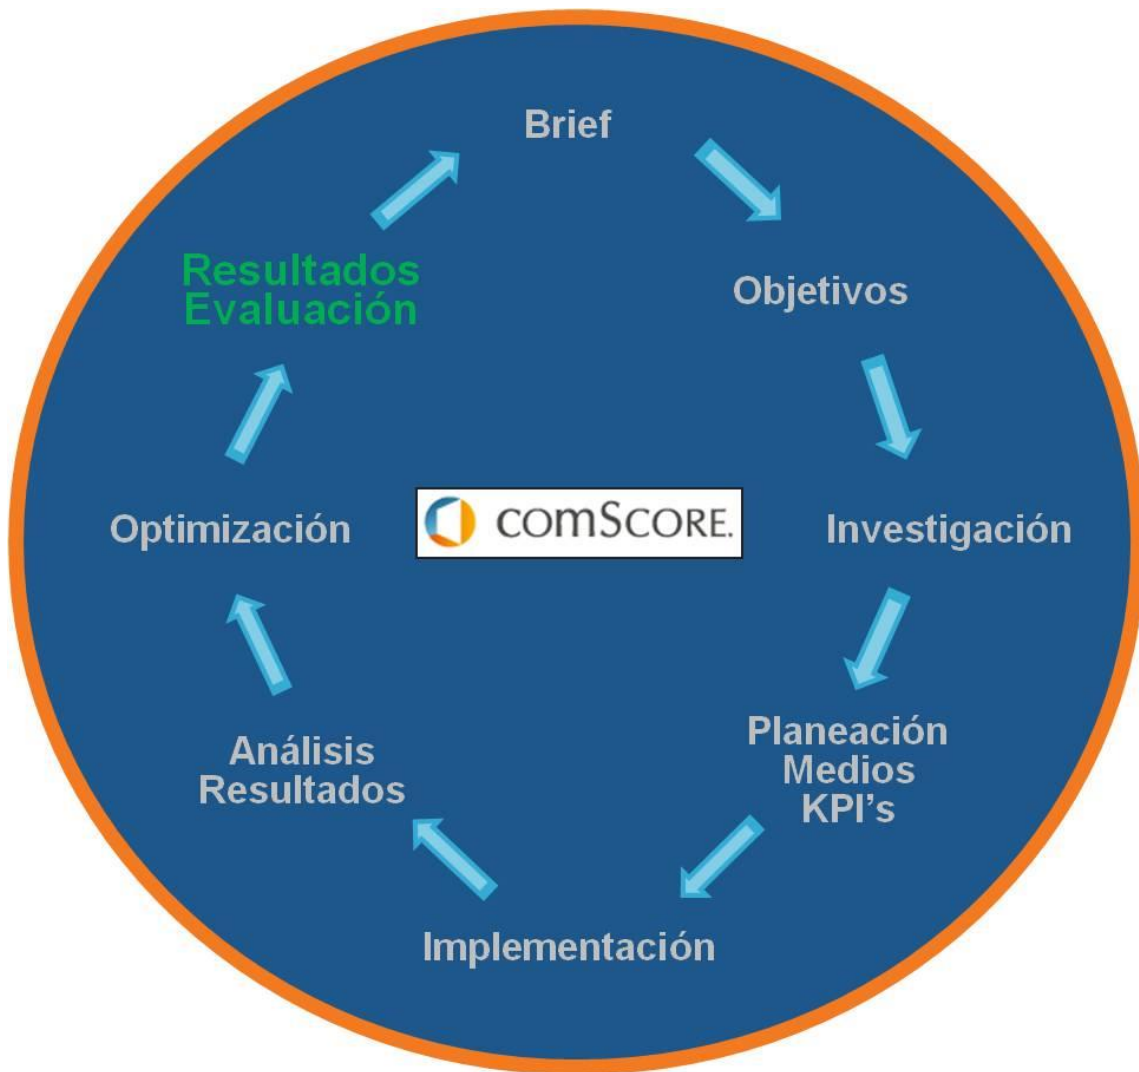 Brief
Objetivos
Investigación
Planeación
Medios
KPI's
Implementación
Análisis
Resultados
Optimización
Resultados
Evaluación
comScore.